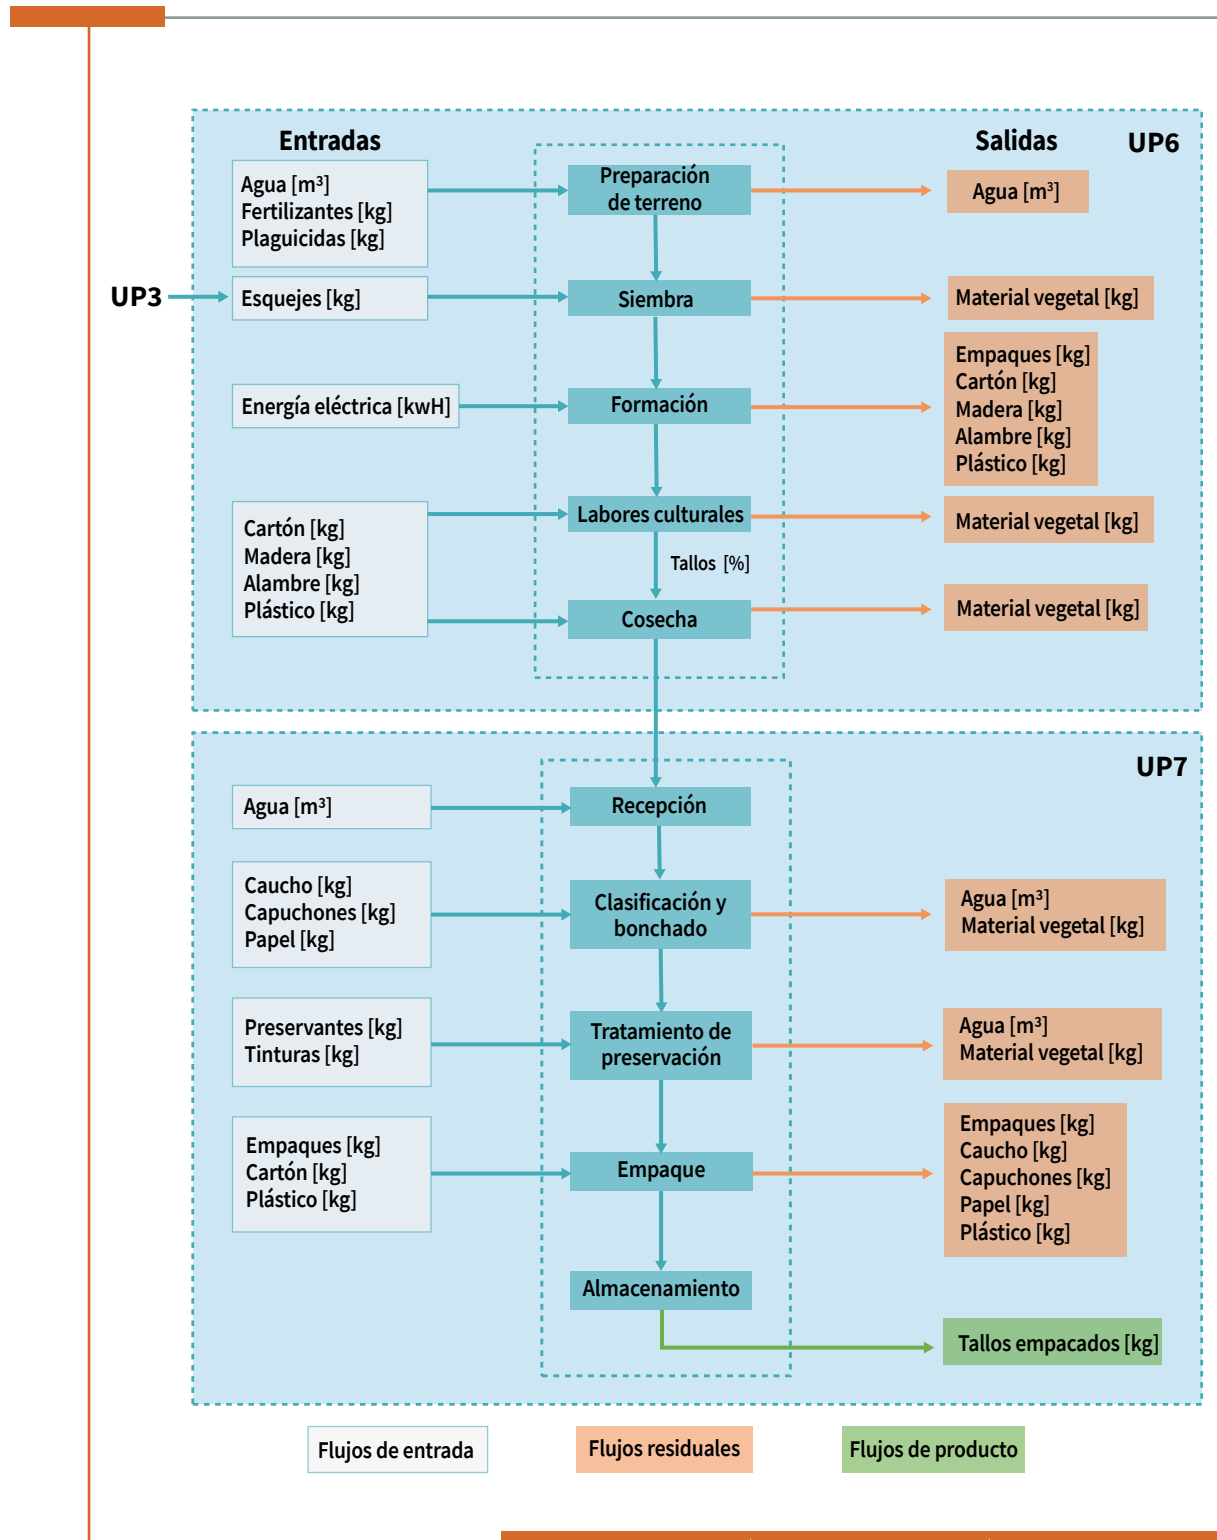 Entradas
Salidas
UP6
Agua [m³]
Fertilizantes [kg]
Plaguicidas [kg]
Preparación
de terreno
Agua [m³]
UP3
Esquejes [kg]
Siembra
Material vegetal [kg]
Energía eléctrica [kwH]
Formación
Empaques [kg]
Cartón [kg]
Madera [kg]
Alambre [kg]
Plástico [kg]
Cartón [kg]
Madera [kg]
Alambre [kg]
Plástico [kg]
Labores culturales
Material vegetal [kg]
Tallos [%]
Cosecha
Material vegetal [kg]
UP7
Agua [m³]
Recepción
Caucho [kg]
Capuchones [kg]
Papel [kg]
Clasificación y
bonchado
Agua [m³]
Material vegetal [kg]
Preservantes [kg]
Tinturas [kg]
Tratamiento de
preservación
Agua [m³]
Material vegetal [kg]
Empaques [kg]
Cartón [kg]
Plástico [kg]
Empaque
Empaques [kg]
Caucho [kg]
Capuchones [kg]
Papel [kg]
Plástico [kg]
Almacenamiento
Tallos empacados [kg]
Flujos de entrada
Flujos residuales
Flujos de producto